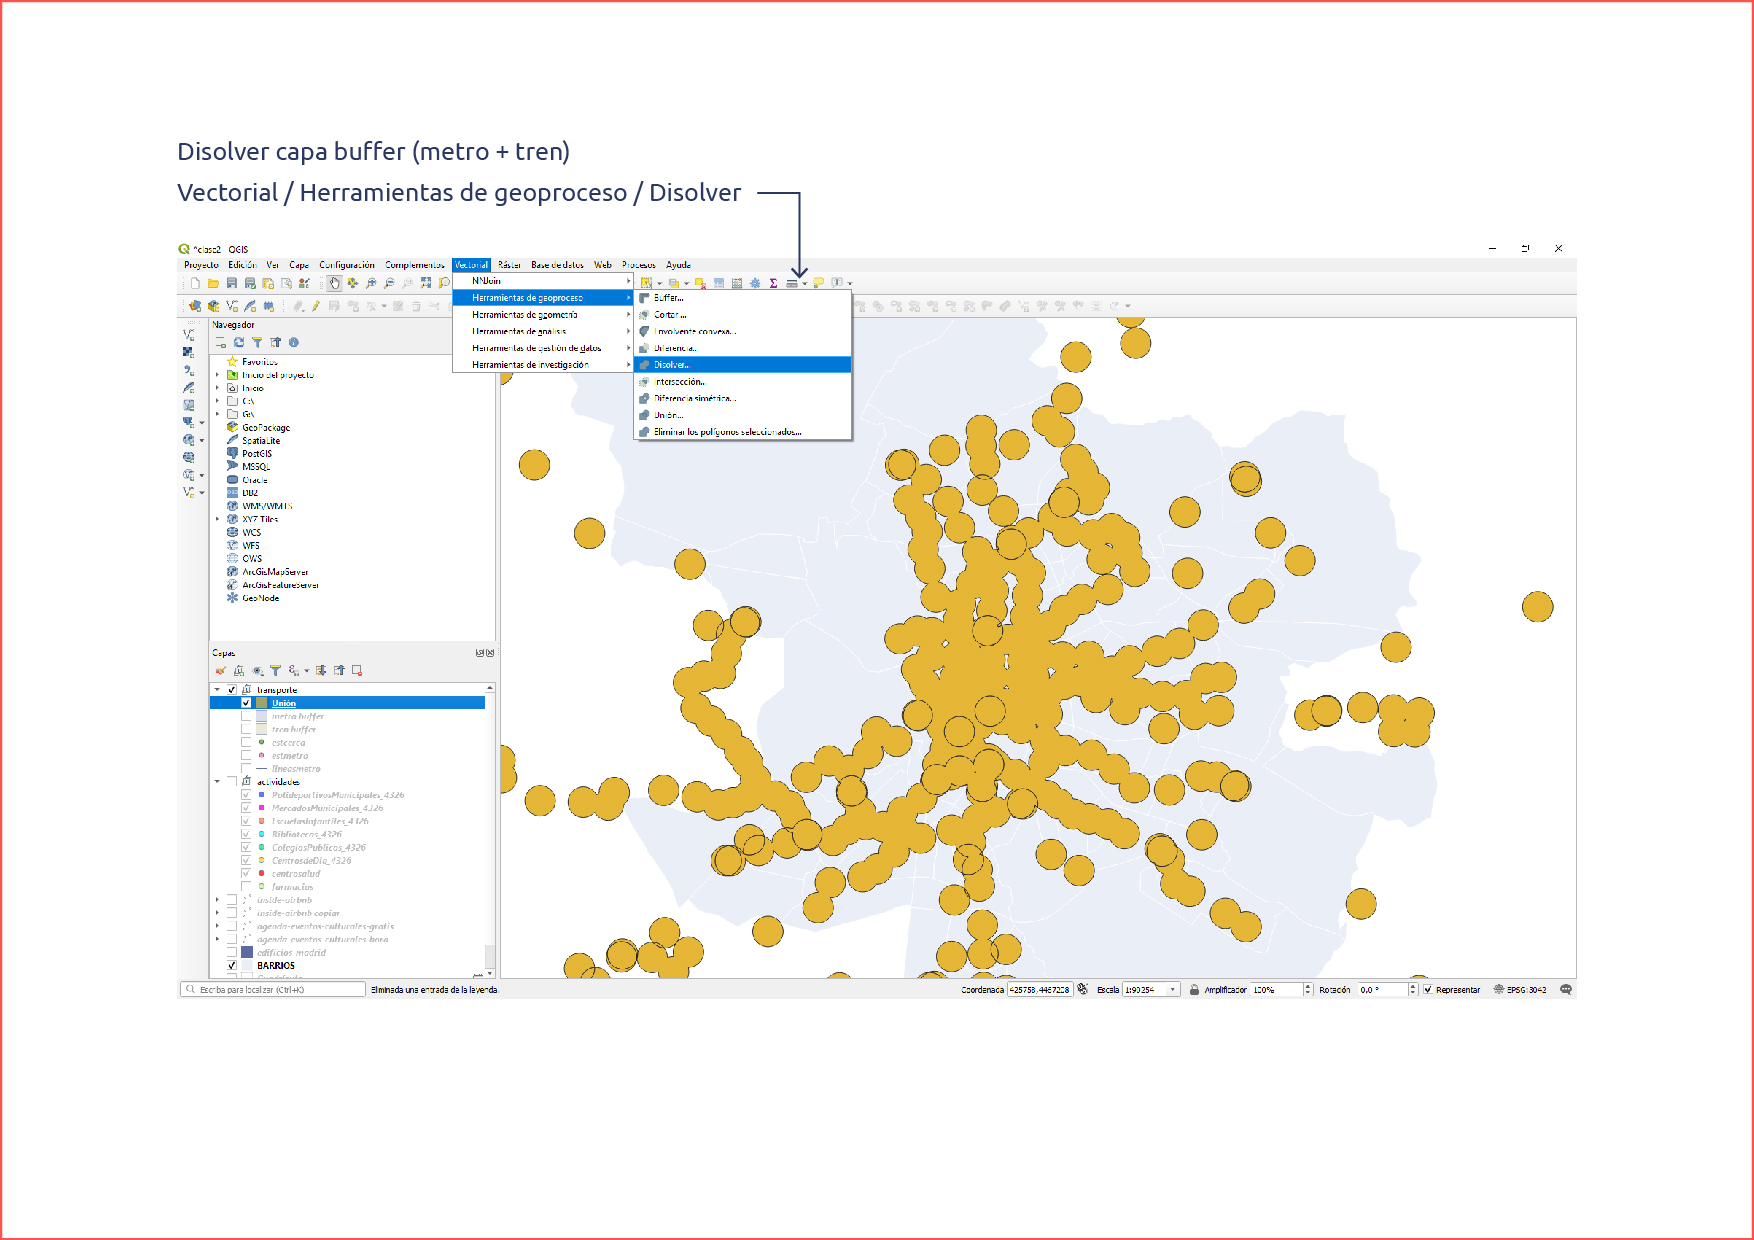 Disolver capa buffer (metro + tren)
Vectorial / Herramientas de geoproceso / Disolver
*clase2 - QGIS
Proyecto Edición Ver Capa Configuración Complementos Vectorial Ráster Base de datos Web Procesos Ayuda
NNJoin
Herramientas de geoproceso
Herramientas de geometría
Herramientas de análisis
Herramientas de gestión de datos
Herramientas de investigación
Buffer...
Cortar...
Envolvente convexa...
Diferencia...
Disolver...
Intersección...
Diferencia simétrica...
Unión...
Eliminar los polígonos seleccionados...
Navegador
Favoritos
Inicio del proyecto
Inicio
C:\
G:\
GeoPackage
SpatiaLite
PostGIS
MSSQL
Oracle
DB2
WMS/WMTS
XYZ Tiles
WCS
WFS
OWS
ArcGisMapServer
ArcGisFeatureServer
GeoNode
Capas
transporte
Unión
metro buffer
tren buffer
estcerca
estmetro
lineasmetro
actividades
PolideportivosMunicipales_4326
MercadosMunicipales_4326
EscuelasInfantiles_4326
Bibliotecas_4326
ColegiosPublicos_4326
CentrosdeDia_4326
centrosalud
farmacias
inside-airbnb
inside-airbnb copiar
agenda-eventos-culturales-gratis
agenda-eventos-culturales-hora
edificios_madrid
BARRIOS
Escriba para localizar (Ctrl+K)
Eliminada una entrada de la leyenda.
Coordenada 425758,4467208 Escala 1:90254 Amplificador 100% Rotación 0,0 ° Representar EPSG:3042